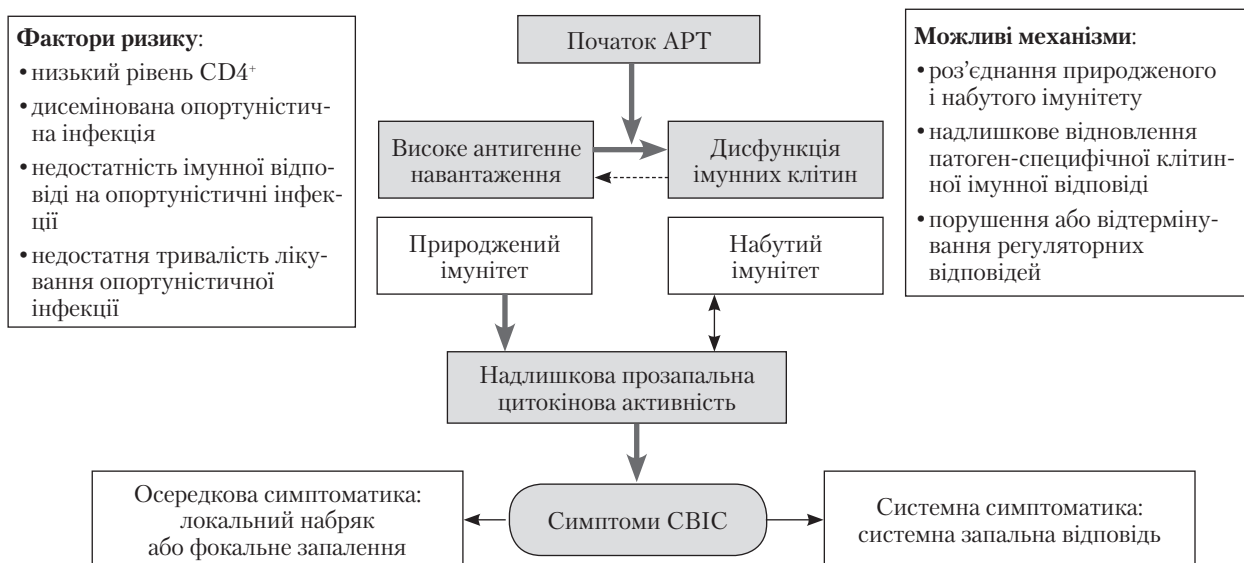 Фактори ризику:
• низький рівень CD4⁺
• дисемінована опортуністич-
на інфекція
• недостатність імунної відпо-
віді на опортуністичні інфек-
ції
• недостатня тривалість ліку-
вання опортуністичної
інфекції
Початок АРТ
Високе антигенне
навантаження
Дисфункція
імунних клітин
Природжений
імунітет
Набутий
імунітет
Надлишкова прозапальна
цитокінова активність
Можливі механізми:
• роз’єднання природженого
і набутого імунітету
• надлишкове відновлення
патоген-специфічної клітин-
ної імунної відповіді
• порушення або відтерміну-
вання регуляторних
відповідей
Осередкова симптоматика:
локальний набряк
або фокальне запалення
Симптоми СВІС
Системна симптоматика:
системна запальна відповідь